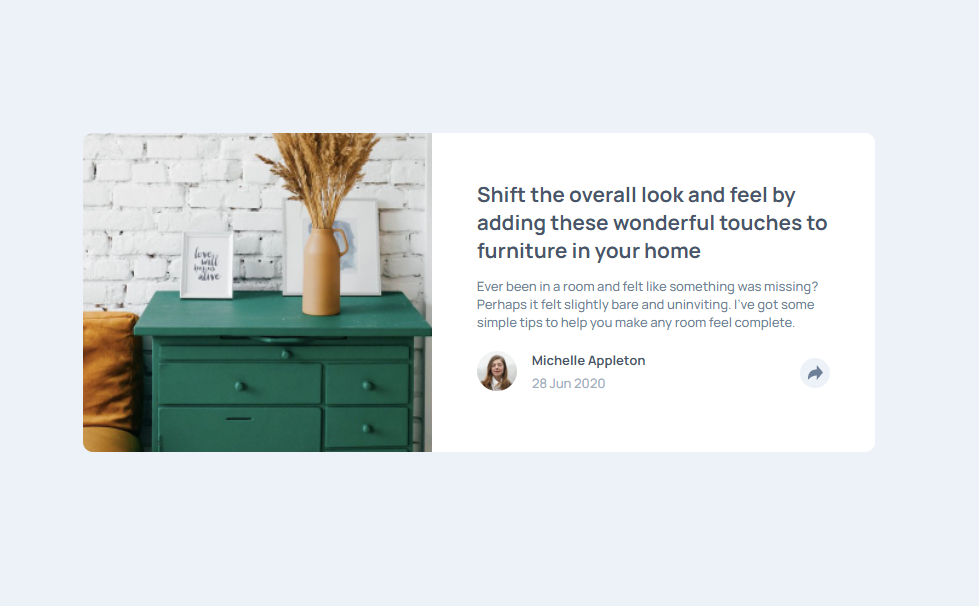 love
will
alive
Shift the overall look and feel by
adding these wonderful touches to
furniture in your home
Ever been in a room and felt like something was missing?
Perhaps it felt slightly bare and uninviting. I've got some
simple tips to help you make any room feel complete.
Michelle Appleton
28 Jun 2020